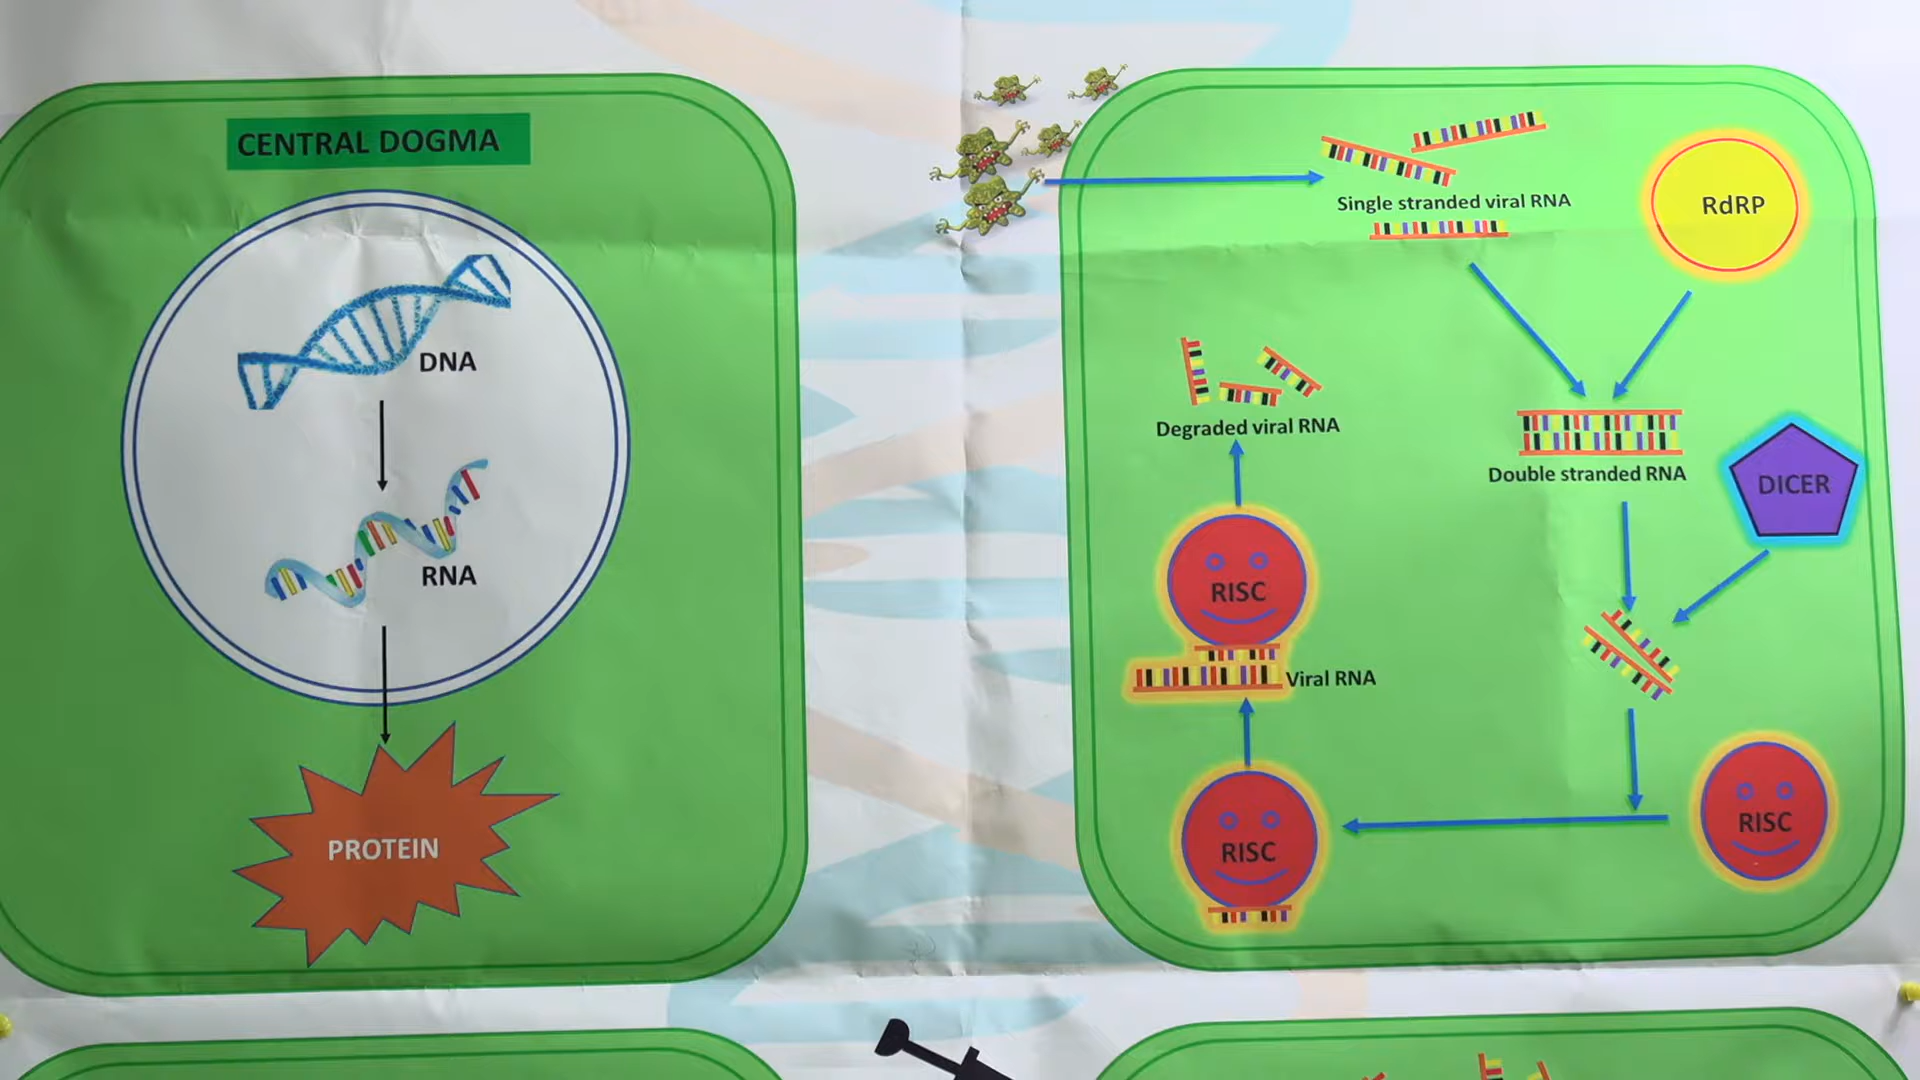 CENTRAL DOGMA
DNA
RNA
PROTEIN
Single stranded viral RNA
RdRP
Degraded viral RNA
Double stranded RNA
DICER
RISC
Viral RNA
RISC
RISC